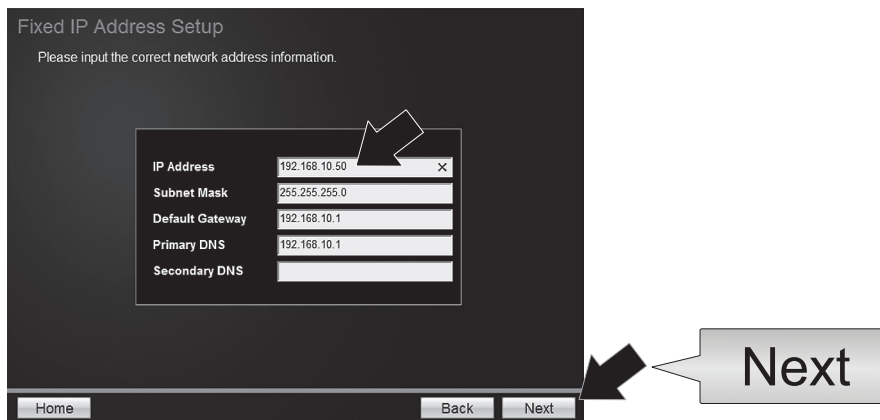 Fixed IP Address Setup
Please input the correct network address information.
IP Address 192.168.10.50 ×
Subnet Mask 255.255.255.0
Default Gateway 192.168.10.1
Primary DNS 192.168.10.1
Secondary DNS
Home Back Next
Next